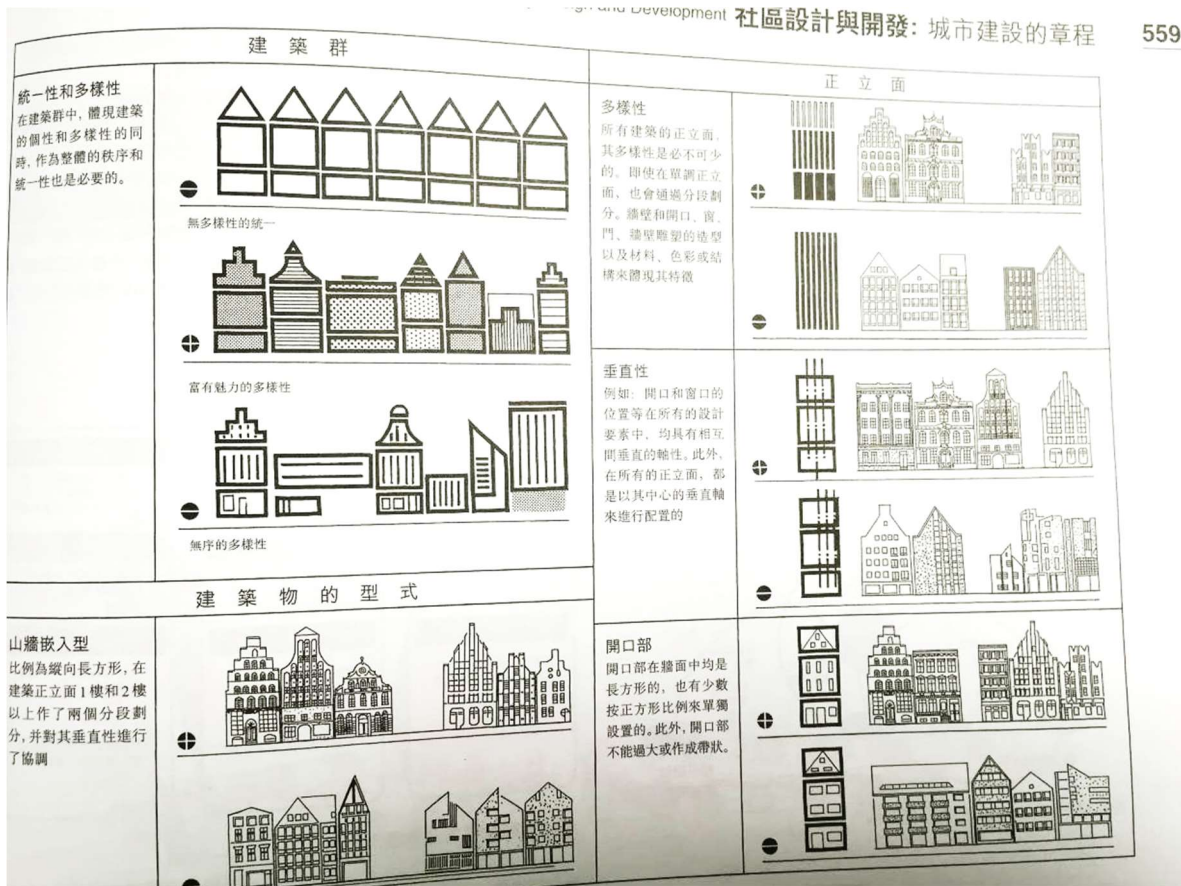 Development 社區設計與開發: 城市建設的章程 559
建築群
統一性和多樣性
在建築群中, 體現建築
的個性和多樣性的同
時, 作為整體的秩序和
統一性也是必要的。
無多樣性的統一
富有魅力的多樣性
無序的多樣性
建築物的型式
山牆嵌入型
比例為縱向長方形, 在
建築正立面1樓和2樓
以上作了兩個分段劃
分, 并對其垂直性進行
了協調
正立面
多樣性
所有建築的正立面,
其多樣性是必不可少
的。即使在單調正立
面, 也會通過分段劃
分。牆壁和開口、窗、
門、牆壁雕塑的造型
以及材料、色彩或結
構來體現其特徵
垂直性
例如: 開口和窗口的
位置等在所有的設計
要素中, 均具有相互
間垂直的軸性。此外,
在所有的正立面, 都
是以其中心的垂直軸
來進行配置的
開口部
開口部在牆面中均是
長方形的, 也有少數
按正方形比例來單獨
設置的。此外, 開口部
不能過大或作成帶狀。